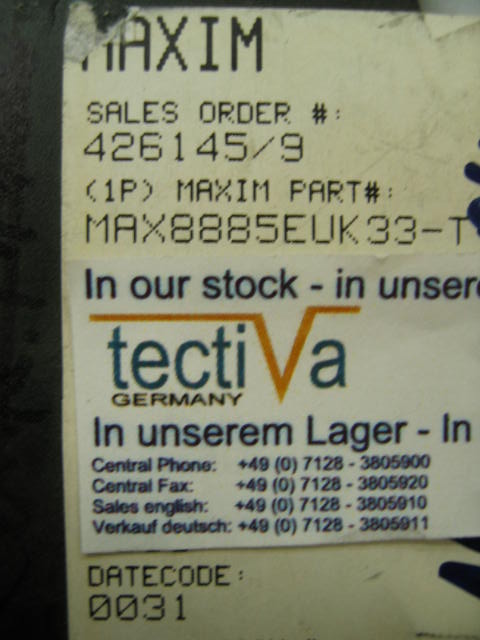 MAXIM
SALES ORDER #:
426145/9
(1P) MAXIM PART#:
MAX8885EUK33-T
In our stock - in unsere
tectiVa
GERMANY
In unserem Lager - In
Central Phone: +49 (0) 7128 - 3805900
Central Fax: +49 (0) 7128 - 3805920
Sales english: +49 (0) 7128 - 3805910
Verkauf deutsch: +49 (0) 7128 - 3805911
DATECODE:
0031